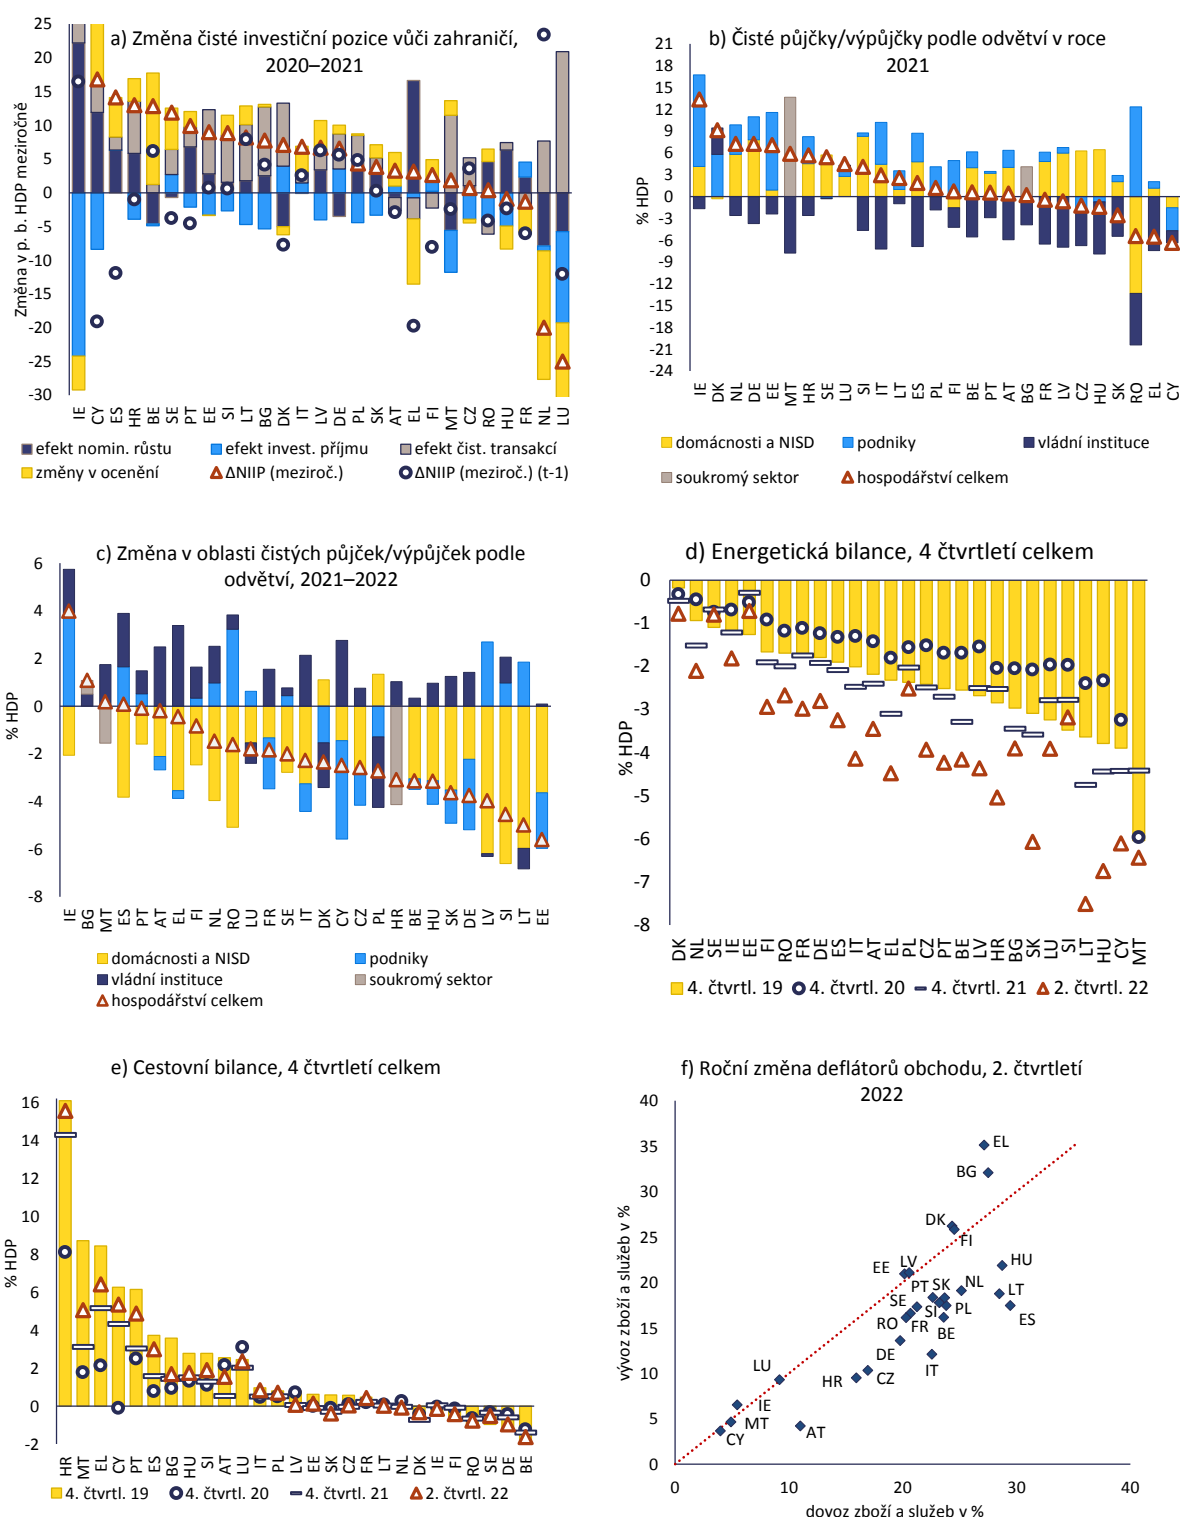 a) Změna čisté investiční pozice vůči zahraničí,
2020–2021
Změna v p. b. HDP meziročně
25
20
15
10
5
0
-5
-10
-15
-20
-25
-30
IE CY ES HR BE SE PT EE SI LT BG DK IT LV DE PL SK AT EL FI MT CZ RO HU FR NL LU
efekt nomin. růstu
efekt invest. příjmu
efekt čist. transakcí
změny v ocenění
ΔNIIP (meziroč.)
ΔNIIP (meziroč.) (t-1)
b) Čisté půjčky/výpůjčky podle odvětví v roce
2021
% HDP
21
18
15
12
9
6
3
0
-3
-6
-9
-12
-15
-18
-21
-24
IE DK NL DE EE MT HR SE LU SI IT LT ES PL FI BE PT AT BG FR LV CZ HU SK RO EL CY
domácnosti a NISD
podniky
vládní instituce
soukromý sektor
hospodářství celkem
c) Změna v oblasti čistých půjček/výpůjček podle
odvětví, 2021–2022
% HDP
6
4
2
0
-2
-4
-6
-8
IE BG MT ES PT AT EL FI NL RO LU FR SE IT DK CY CZ PL HR BE HU SK DE LV SI LT EE
domácnosti a NISD
podniky
vládní instituce
soukromý sektor
hospodářství celkem
d) Energetická bilance, 4 čtvrtletí celkem
% HDP
0
-1
-2
-3
-4
-5
-6
-7
-8
DK NL SE IE EE FI RO FR DE ES IT AT EL PL CZ PT BE LV HR BG SK LU SI LT HU CY MT
4. čtvrtl. 19
4. čtvrtl. 20
4. čtvrtl. 21
2. čtvrtl. 22
e) Cestovní bilance, 4 čtvrtletí celkem
% HDP
16
14
12
10
8
6
4
2
0
-2
HR MT EL CY PT ES BG HU SI AT LU IT PL LV EE SK CZ FR LT NL DK IE FI RO SE DE BE
4. čtvrtl. 19
4. čtvrtl. 20
4. čtvrtl. 21
2. čtvrtl. 22
f) Roční změna deflátorů obchodu, 2. čtvrtletí
2022
vývoz zboží a služeb v %
40
35
30
25
20
15
10
5
0
EL
BG
DK
FI
HU
EE
LV
PT
SK
NL
LT
SE
SI
PL
ES
RO
FR
BE
DE
IT
LU
HR
CZ
IE
MT
AT
CY
0
10
20
30
40
dovoz zboží a služeb v %